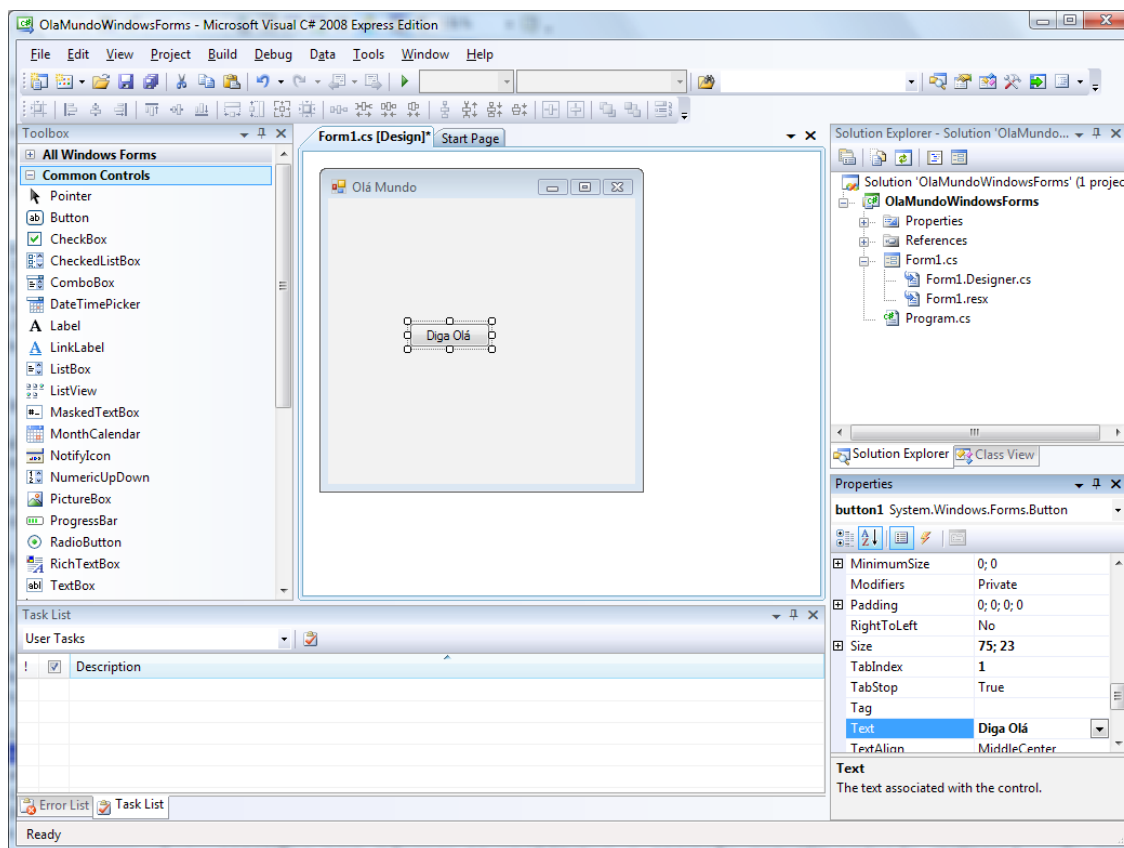 OlaMundoWindowsForms - Microsoft Visual C# 2008 Express Edition
File Edit View Project Build Debug Data Tools Window Help
Toolbox
All Windows Forms
Common Controls
Pointer
Button
CheckBox
CheckedListBox
ComboBox
DateTimePicker
Label
LinkLabel
ListBox
ListView
MaskedTextBox
MonthCalendar
NotifyIcon
NumericUpDown
PictureBox
ProgressBar
RadioButton
RichTextBox
TextBox
Form1.cs [Design]* Start Page
Olá Mundo
Diga Olá
Solution Explorer - Solution 'OlaMundo...
Solution 'OlaMundoWindowsForms' (1 projec
OlaMundoWindowsForms
Properties
References
Form1.cs
Form1.Designer.cs
Form1.resx
Program.cs
Solution Explorer Class View
Properties
button1 System.Windows.Forms.Button
MinimumSize 0; 0
Modifiers Private
Padding 0; 0; 0; 0
RightToLeft No
Size 75; 23
TabIndex 1
TabStop True
Tag
Text Diga Olá
TextAlign MiddleCenter
Text
The text associated with the control.
Task List
User Tasks
! Description
Error List Task List
Ready